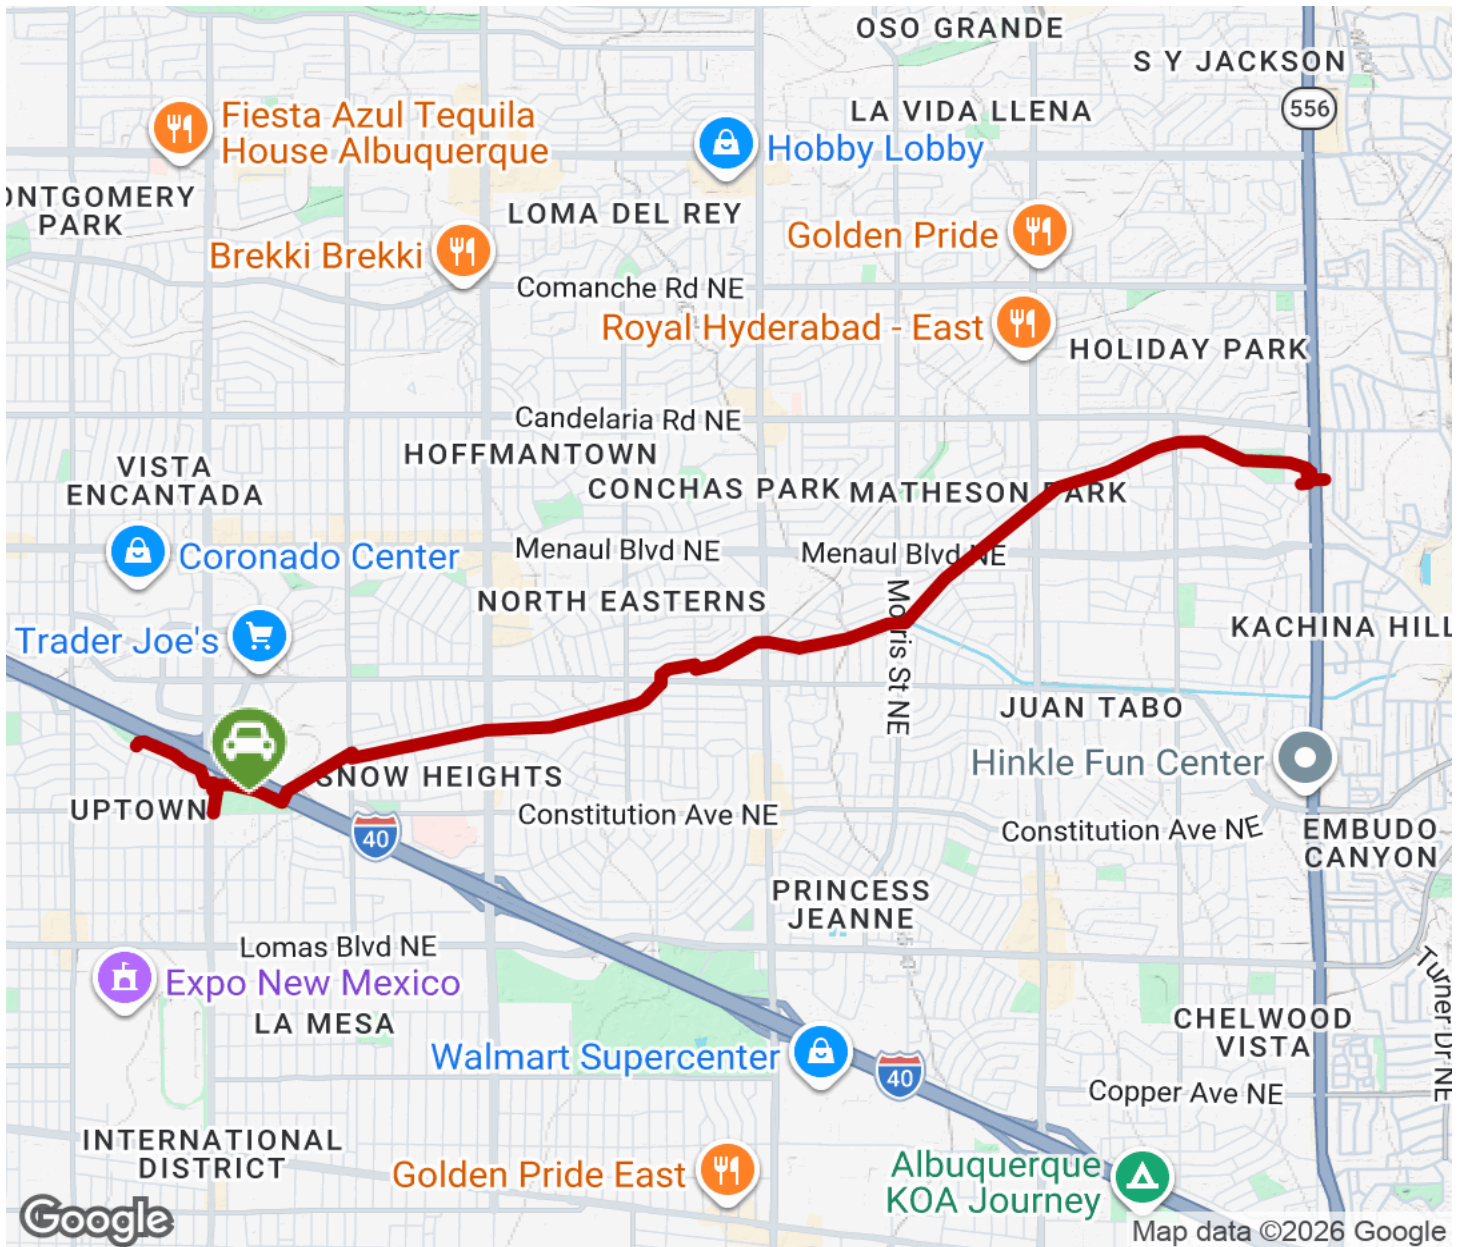 OSO GRANDE
S Y JACKSON
556
LA VIDA LLENA
Fiesta Azul Tequila
House Albuquerque
Hobby Lobby
ONTGOMERY
PARK
LOMA DEL REY
Golden Pride
Brekki Brekki
Comanche Rd NE
Royal Hyderabad - East
HOLIDAY PARK
Candelaria Rd NE
HOFFMANTOWN
VISTA
ENCANTADA
CONCHAS PARK
MATHESON PARK
Coronado Center
Menaul Blvd NE
Menaul Blvd NE
NORTH EASTERNS
Morris St NE
KACHINA HILL
Trader Joe's
JUAN TABO
Hinkle Fun Center
SNOW HEIGHTS
UPTOWN
Constitution Ave NE
Constitution Ave NE
40
EMBUDO
CANYON
PRINCESS
JEANNE
Lomas Blvd NE
Expo New Mexico
LA MESA
Turner Dr NE
CHELWOOD
VISTA
Walmart Supercenter
40
Copper Ave NE
INTERNATIONAL
DISTRICT
Golden Pride East
Albuquerque
KOA Journey
Google
Map data ©2026 Google